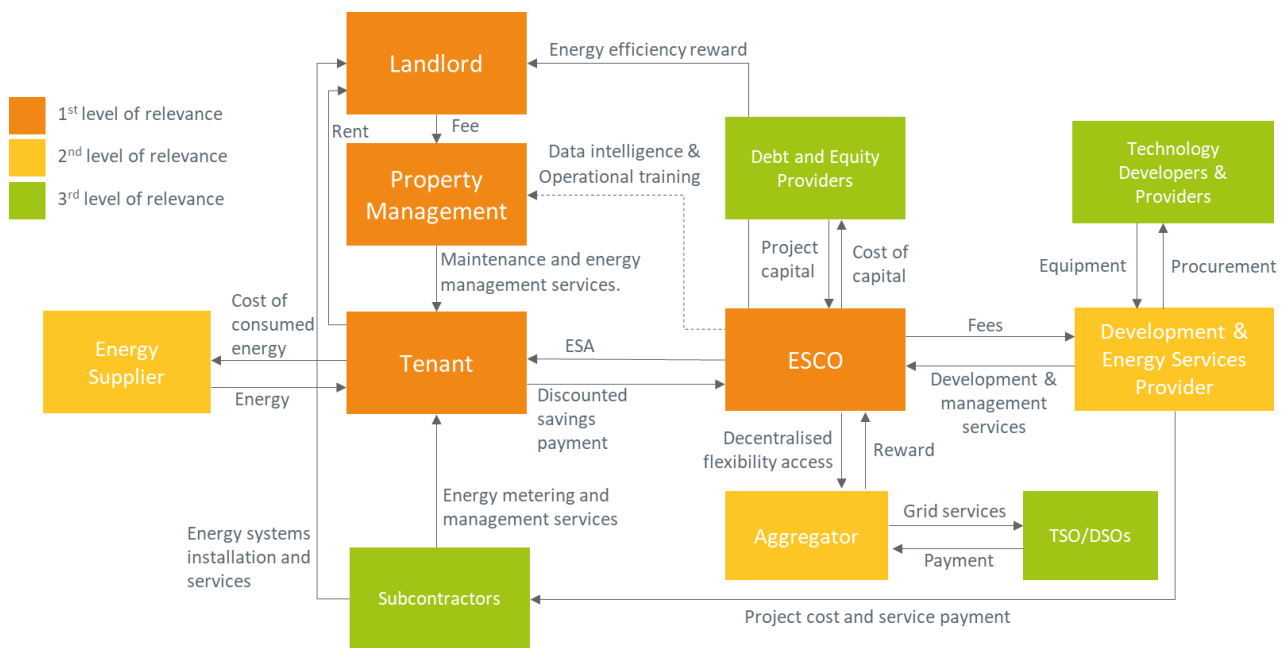 Energy efficiency reward
Landlord
1st level of relevance
Rent
Fee
2nd level of relevance
Data intelligence &
Operational training
Debt and Equity
Providers
Technology
Developers &
Providers
3rd level of relevance
Property
Management
Project
capital
Cost of
capital
Equipment
Procurement
Maintenance and energy
management services.
Cost of
consumed
energy
Energy
Supplier
Tenant
ESA
ESCO
Fees
Development &
Energy Services
Provider
Energy
Discounted
savings
payment
Development &
management
services
Decentralised
flexibility access
Reward
Energy metering and
management services
Grid services
Aggregator
TSO/DSOs
Payment
Energy systems
installation and
services
Subcontractors
Project cost and service payment